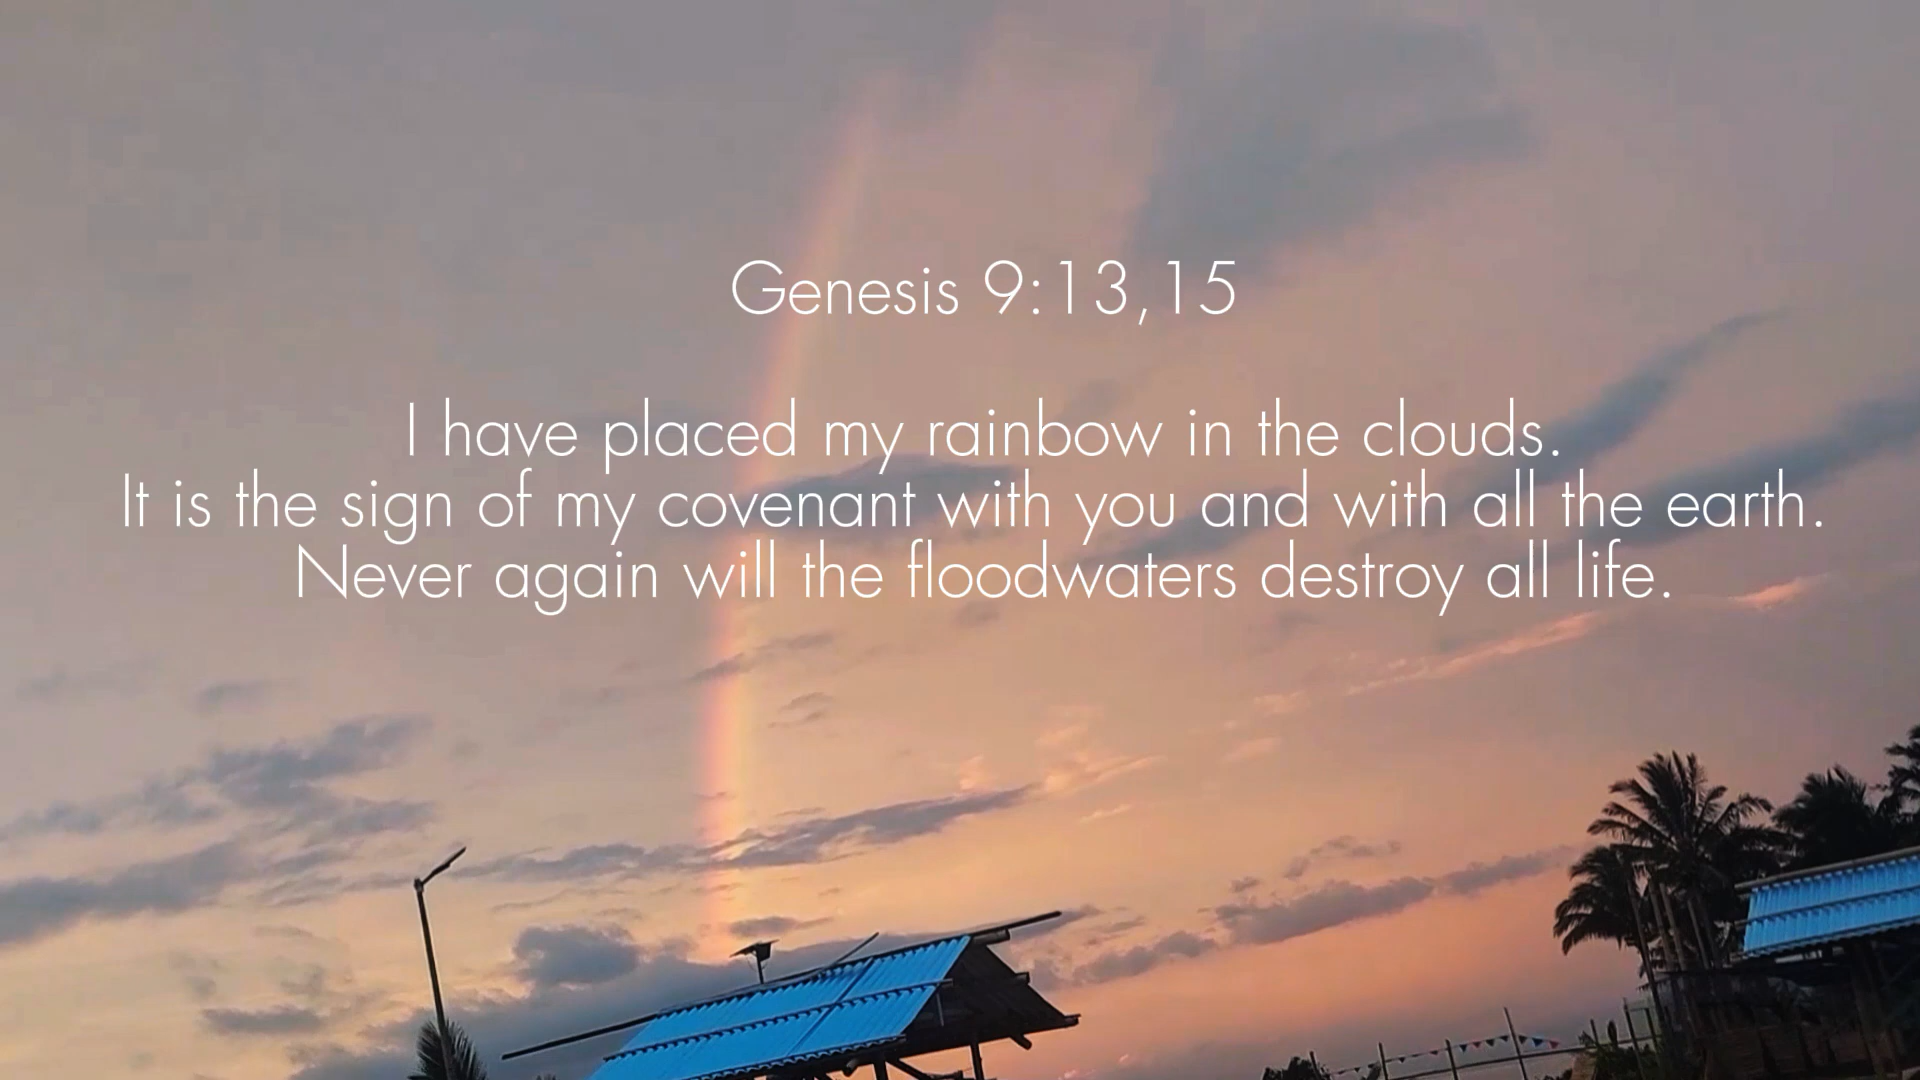 Genesis 9:13,15
I have placed my rainbow in the clouds.
It is the sign of my covenant with you and with all the earth.
Never again will the floodwaters destroy all life.